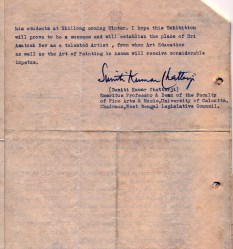 his students at Shillong coming Winter. I hope this Exhibition
will prove to be a success and will establish the place of Sri
Asutosh Dev as a talented Artist, from whom Art Education
as well as the Art of Painting in Assam will receive considerable
impetus.
Suniti Kumar Chatterji
(Suniti Kumar Chatterji)
Emeritus Professor & Dean of the Faculty
of Fine Arts & Music, University of Calcutta,
Chairman, West Bengal Legislative Council.